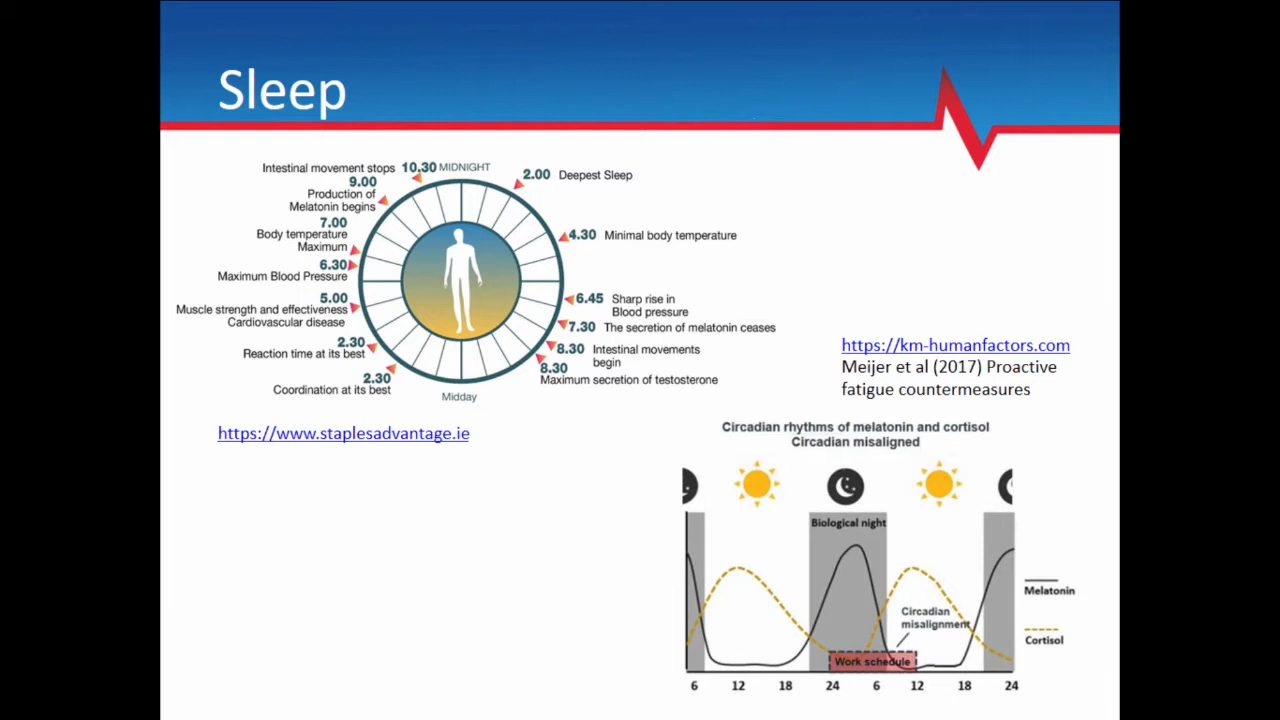 Sleep
Intestinal movement stops 10.30 MIDNIGHT
9.00
Production of
Melatonin begins
7.00
Body temperature
Maximum
6.30
Maximum Blood Pressure
5.00
Muscle strength and effectiveness
Cardiovascular disease
2.30
Reaction time at its best
2.30
Coordination at its best
2.00 Deepest Sleep
4.30 Minimal body temperature
6.45 Sharp rise in
Blood pressure
7.30 The secretion of melatonin ceases
8.30 Intestinal movements
begin
8.30
Maximum secretion of testosterone
Midday
https://www.staplesadvantage.ie
https://km-humanfactors.com
Meijer et al (2017) Proactive
fatigue countermeasures
Circadian rhythms of melatonin and cortisol
Circadian misaligned
Biological night
Circadian
misalignment
Work schedule
Melatonin
Cortisol
6 12 18 24 6 12 18 24